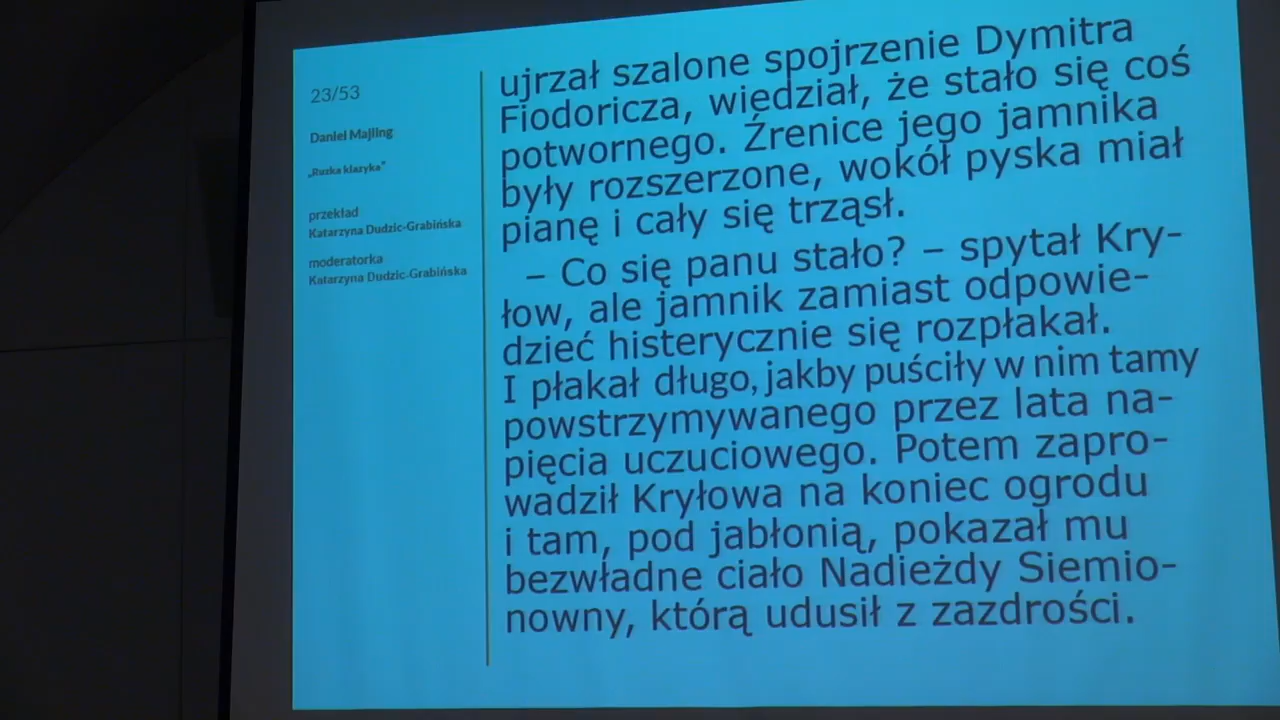 23/53
Daniel Majling
„Ruzka klazyka”
przekład
Katarzyna Dudzic-Grabińska
moderatorka
Katarzyna Dudzic-Grabińska
ujrzał szalone spojrzenie Dymitra
Fiodoricza, wiedział, że stało się coś
potwornego. Źrenice jego jamnika
były rozszerzone, wokół pyska miał
pianę i cały się trząsł.
– Co się panu stało? – spytał Kry-
łow, ale jamnik zamiast odpowie-
dzieć histerycznie się rozpłakał.
I płakał długo, jakby puściły w nim tamy
powstrzymywanego przez lata na-
pięcia uczuciowego. Potem zapro-
wadził Kryłowa na koniec ogrodu
i tam, pod jabłonią, pokazał mu
bezwładne ciało Nadieżdy Siemio-
nowny, którą udusił z zazdrości.